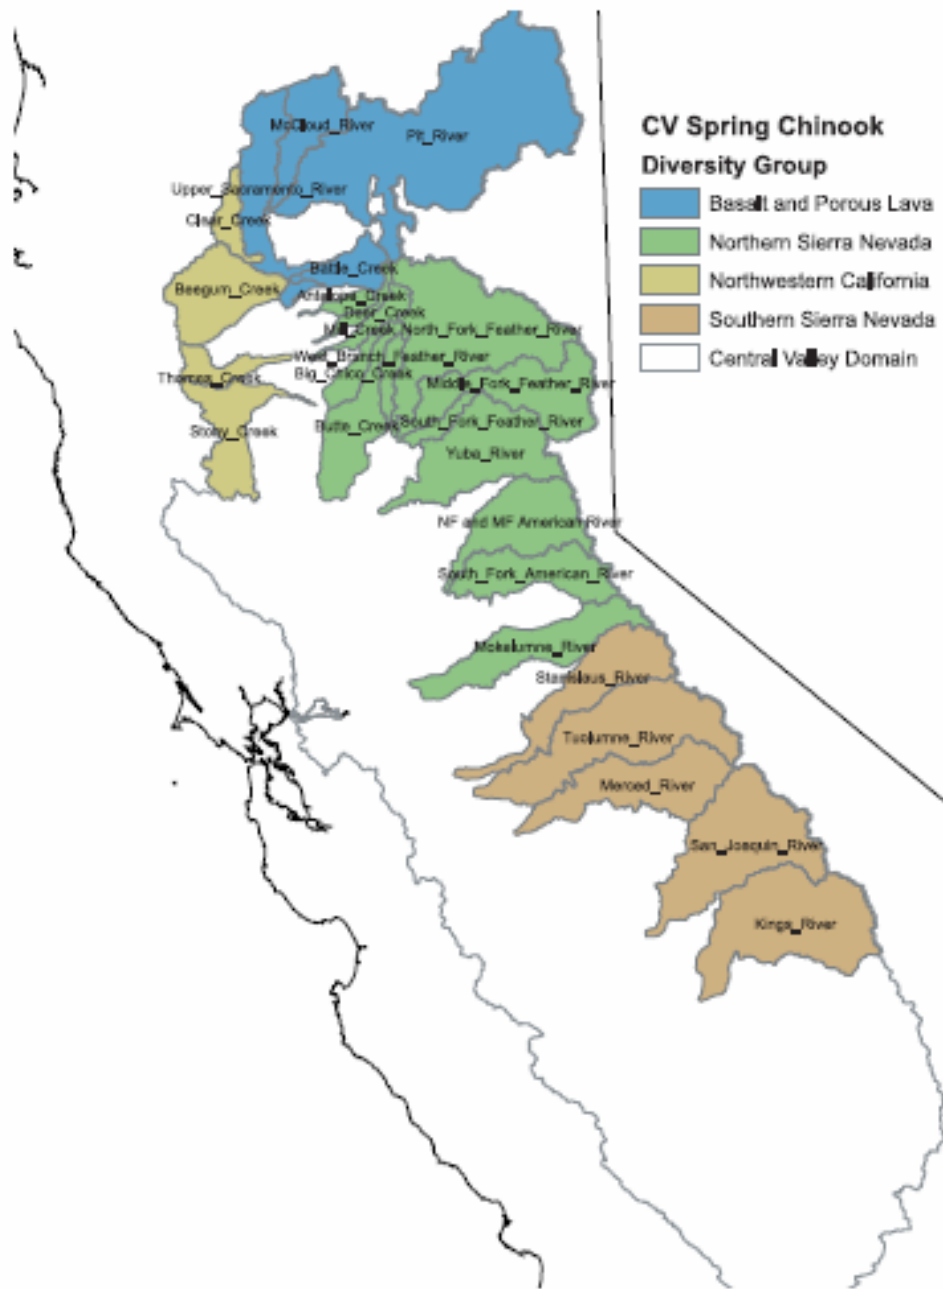 CV Spring Chinook
Diversity Group
Basalt and Porous Lava
Northern Sierra Nevada
Northwestern California
Southern Sierra Nevada
Central Valley Domain
McCloud_River
Pit_River
Upper_Sacramento_River
Clear_Creek
Battle_Creek
Beegum_Creek
Antelope_Creek
Deer_Creek
Mill_Creek
North_Fork_Feather_River
West_Branch_Feather_River
Big_Chico_Creek
Thomes_Creek
Middle_Fork_Feather_River
Butte_Creek
South_Fork_Feather_River
Stony_Creek
Yuba_River
NF and MF American River
South_Fork_American_River
Mokelumne_River
Stanislaus_River
Tuolumne_River
Merced_River
San_Joaquin_River
Kings_River